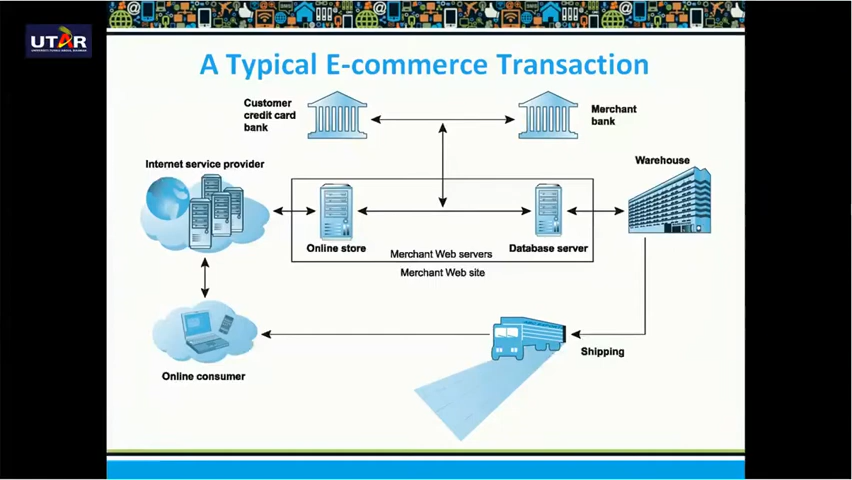 UTAR
A Typical E-commerce Transaction
Customer
credit card
bank
Merchant
bank
Internet service provider
Warehouse
Online store
Database server
Merchant Web servers
Merchant Web site
Online consumer
Shipping